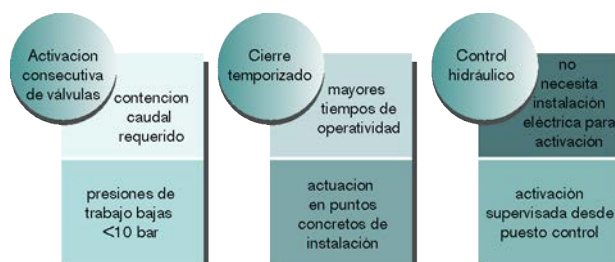 Activacion
consecutiva
de válvulas
contencion
caudal
requerido
presiones de
trabajo bajas
<10 bar
Cierre
temporizado
mayores
tiempos de
operatividad
actuacion
en puntos
concretos de
instalación
Control
hidráulico
no
necesita
instalación
eléctrica para
activación
activación
supervisada desde
puesto control